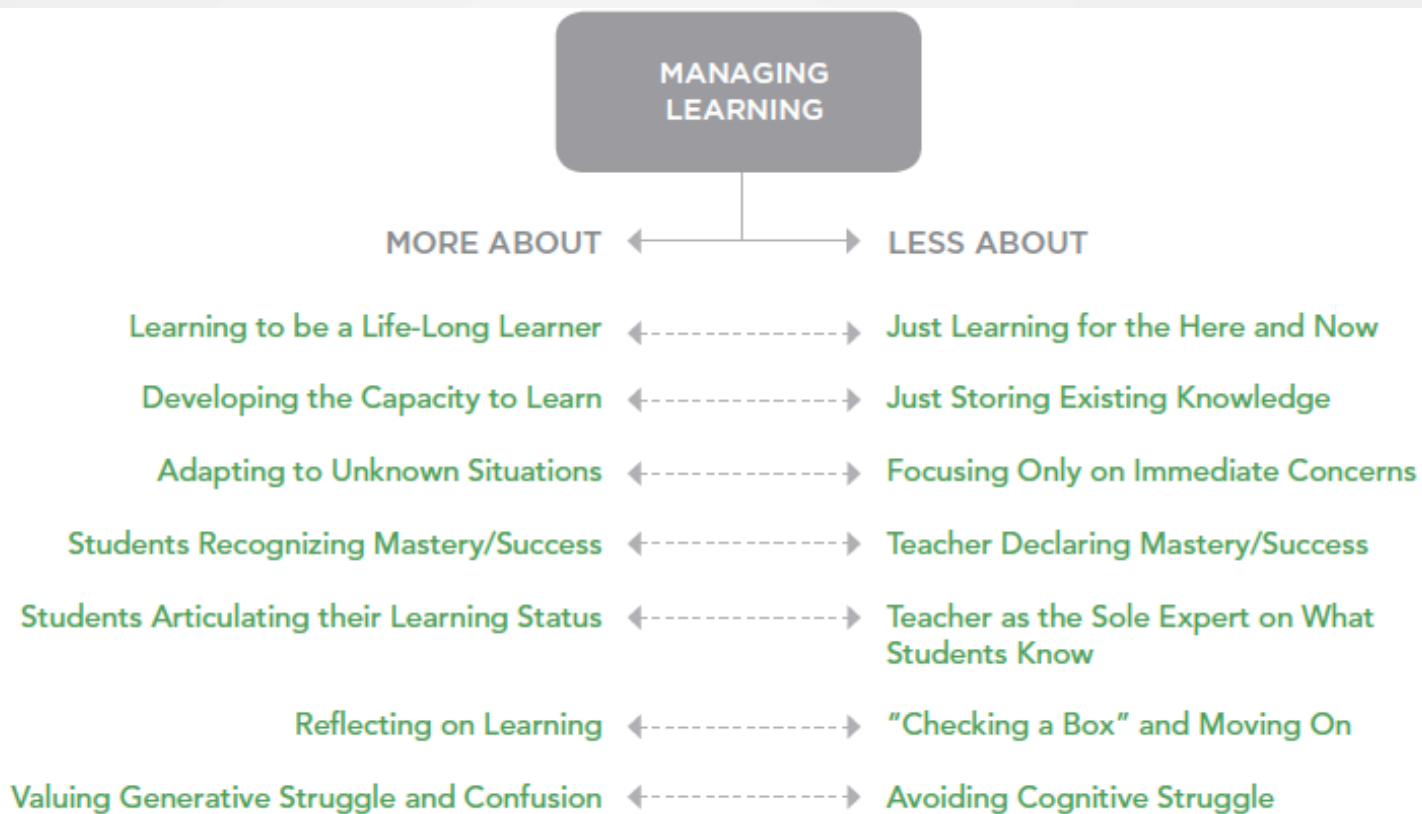 MANAGING
LEARNING
MORE ABOUT LESS ABOUT
Learning to be a Life-Long Learner Just Learning for the Here and Now
Developing the Capacity to Learn Just Storing Existing Knowledge
Adapting to Unknown Situations Focusing Only on Immediate Concerns
Students Recognizing Mastery/Success Teacher Declaring Mastery/Success
Students Articulating their Learning Status Teacher as the Sole Expert on What
Students Know
Reflecting on Learning "Checking a Box" and Moving On
Valuing Generative Struggle and Confusion Avoiding Cognitive Struggle